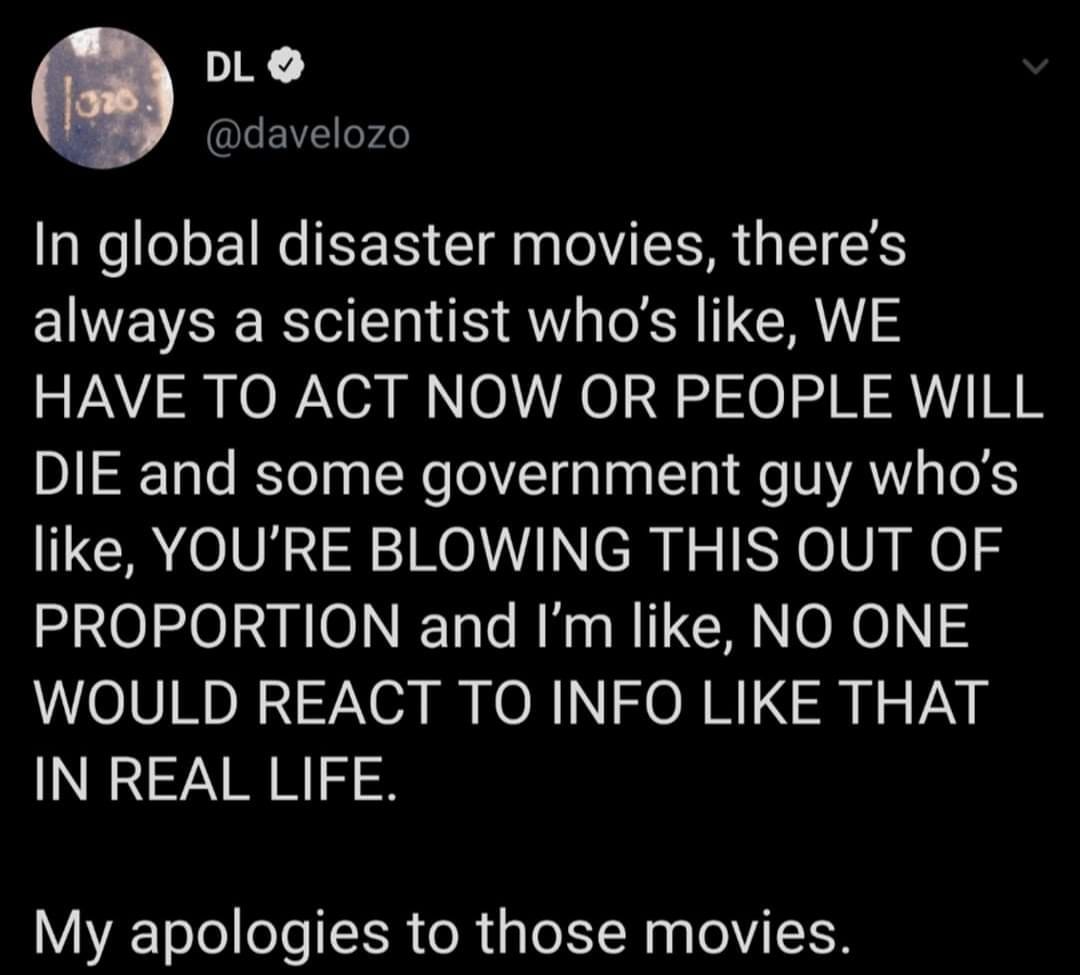 DL
@davelozo
lozo.
In global disaster movies, there's
always a scientist who's like, WE
HAVE TO ACT NOW OR PEOPLE WILL
DIE and some government guy who's
like, YOU'RE BLOWING THIS OUT OF
PROPORTION and I'm like, NO ONE
WOULD REACT TO INFO LIKE THAT
IN REAL LIFE.
My apologies to those movies.